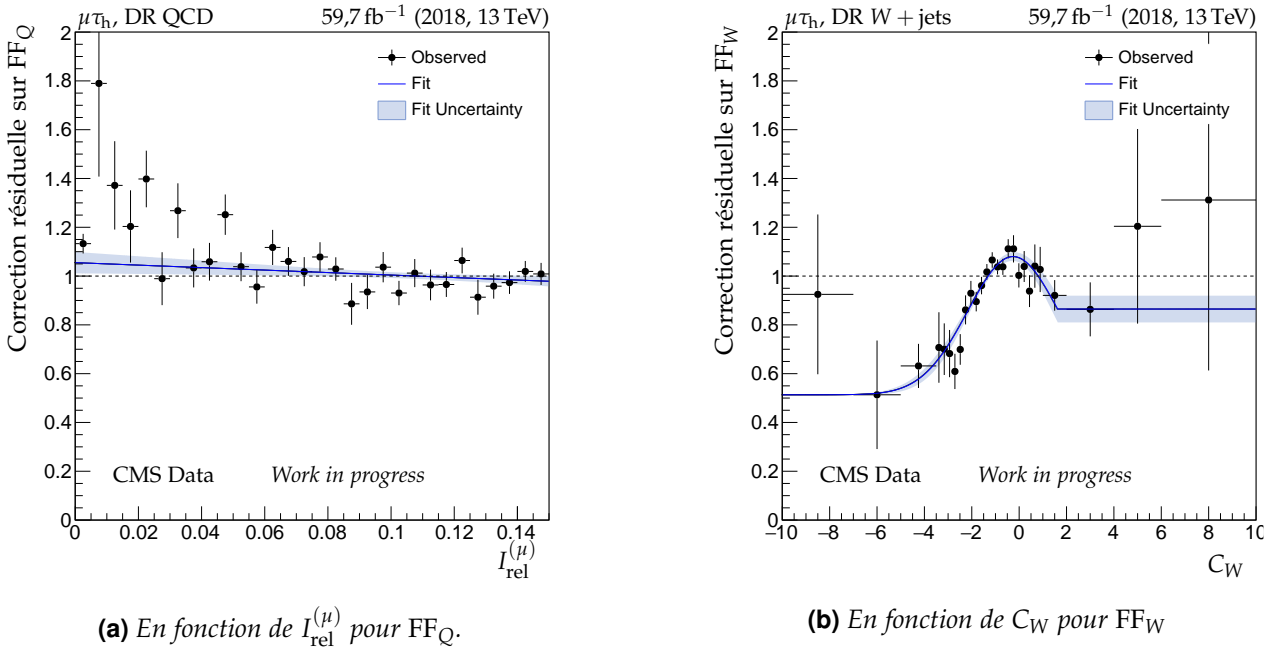 μτh, DR QCD 59,7 fb−1 (2018, 13 TeV)
Correction résiduelle sur FFQ
2
1.8
1.6
1.4
1.2
1
0.8
0.6
0.4
0.2
0
Observed
Fit
Fit Uncertainty
CMS Data Work in progress
0 0.02 0.04 0.06 0.08 0.1 0.12 0.14
I(μ)rel
(a) En fonction de I(μ)rel pour FFQ.
μτh, DR W + jets 59,7 fb−1 (2018, 13 TeV)
Correction résiduelle sur FFW
2
1.8
1.6
1.4
1.2
1
0.8
0.6
0.4
0.2
0
Observed
Fit
Fit Uncertainty
CMS Data Work in progress
−10 −8 −6 −4 −2 0 2 4 6 8 10
CW
(b) En fonction de CW pour FFW